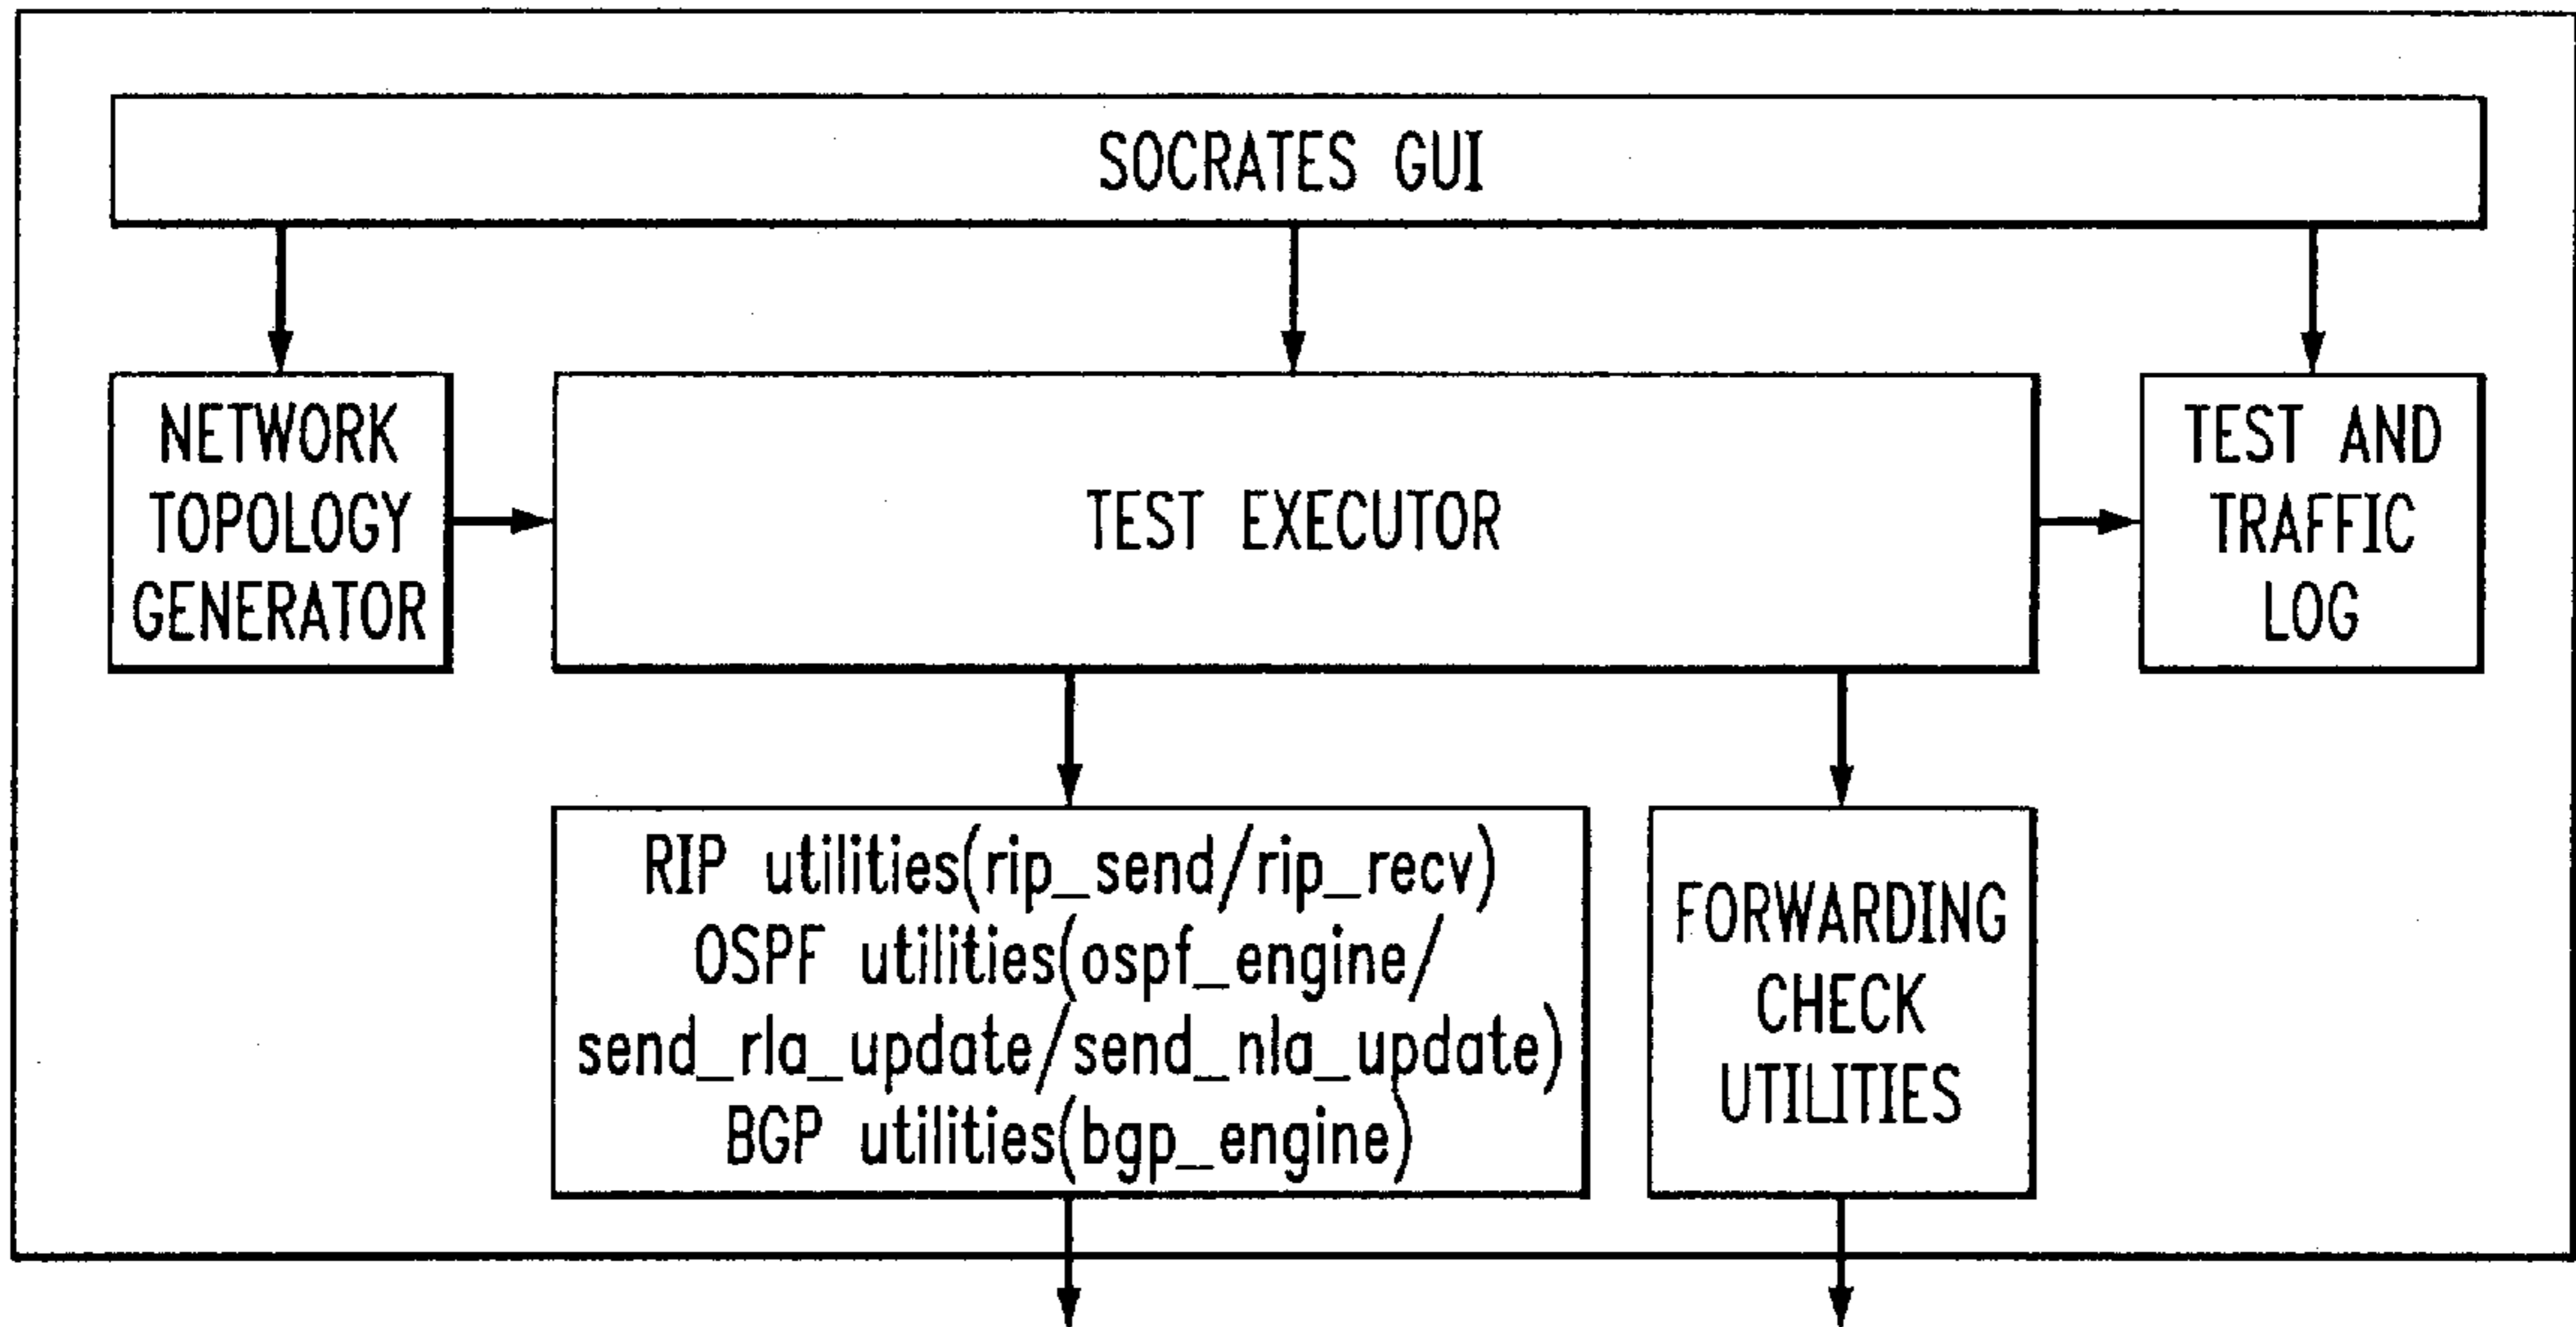 SOCRATES GUI
NETWORK
TOPOLOGY
GENERATOR
TEST EXECUTOR
TEST AND
TRAFFIC
LOG
RIP utilities(rip_send/rip_recv)
OSPF utilities(ospf_engine/
send_rla_update/send_nla_update)
BGP utilities(bgp_engine)
FORWARDING
CHECK
UTILITIES